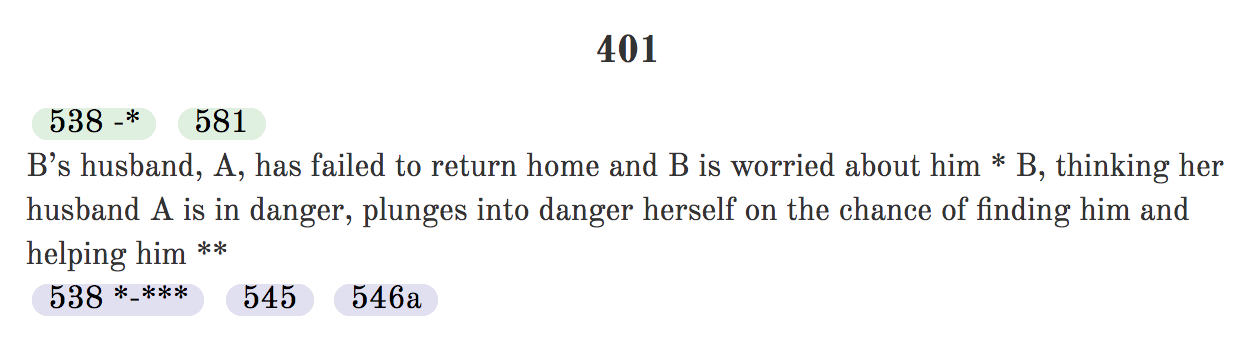 401
538 -* 581
B’s husband, A, has failed to return home and B is worried about him * B, thinking her
husband A is in danger, plunges into danger herself on the chance of finding him and
helping him **
538 *-*** 545 546a